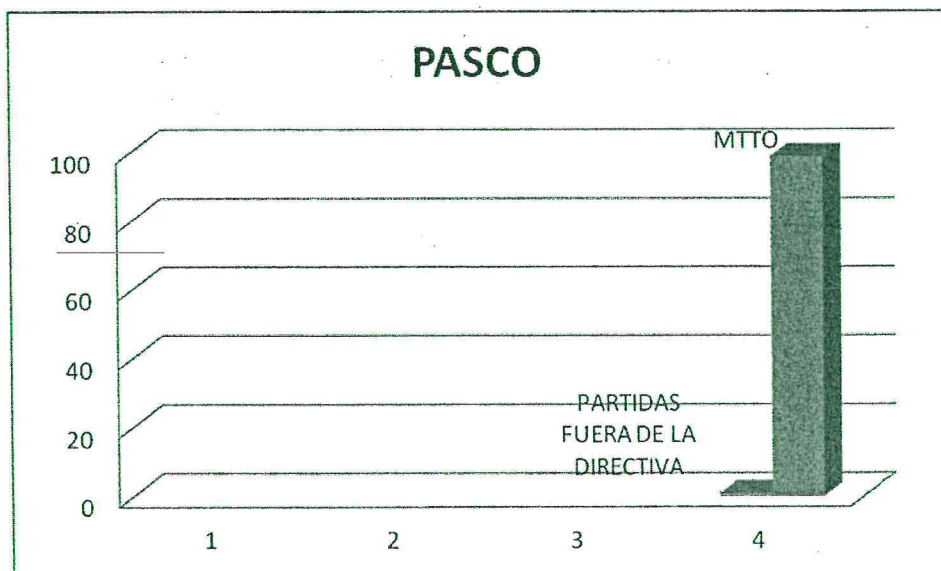 PASCO
MTTO
100
80
60
40
PARTIDAS
FUERA DE LA
DIRECTIVA
20
0
1 2 3 4